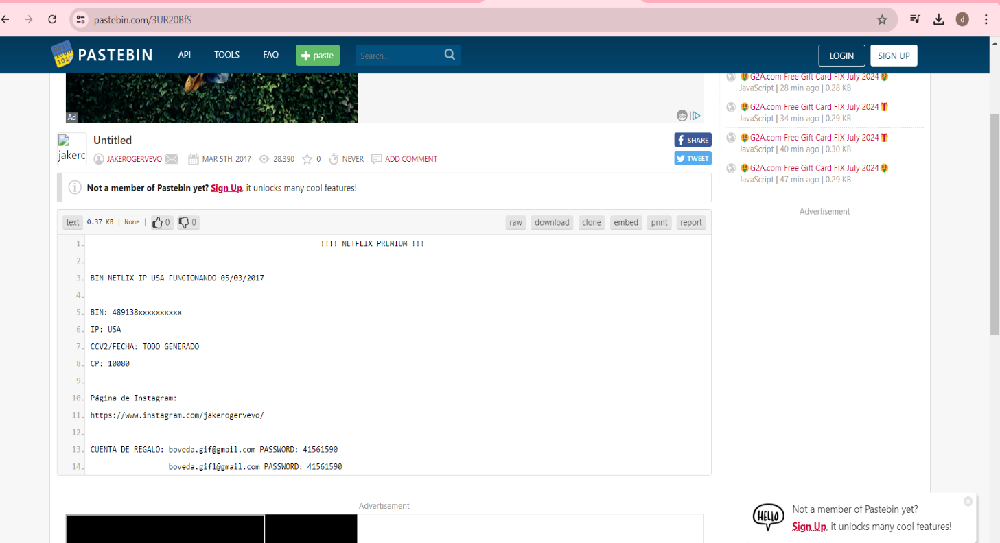 pastebin.com/3UR20BfS
d
PASTEBIN
API
TOOLS
FAQ
paste
Search...
LOGIN
SIGN UP
Ad
G2A.com Free Gift Card FIX July 2024
JavaScript | 28 min ago | 0.28 KB
G2A.com Free Gift Card FIX July 2024
JavaScript | 34 min ago | 0.29 KB
G2A.com Free Gift Card FIX July 2024
JavaScript | 40 min ago | 0.30 KB
G2A.com Free Gift Card FIX July 2024
JavaScript | 47 min ago | 0.29 KB
Advertisement
jakerc
Untitled
JAKEROGERVEVO MAR 5TH, 2017 28,390 0 NEVER ADD COMMENT
SHARE
TWEET
Not a member of Pastebin yet? Sign Up, it unlocks many cool features!
text 0.37 KB | None | 0 0
raw download clone embed print report
1. !!!! NETFLIX PREMIUM !!!
2.
3. BIN NETLIX IP USA FUNCIONANDO 05/03/2017
4.
5. BIN: 489138xxxxxxxxxx
6. IP: USA
7. CCV2/FECHA: TODO GENERADO
8. CP: 10080
9.
10. Página de Instagram:
11. https://www.instagram.com/jakerogervevo/
12.
13. CUENTA DE REGALO: boveda.gif@gmail.com PASSWORD: 41561590
14. boveda.gif1@gmail.com PASSWORD: 41561590
Advertisement
HELLO
Not a member of Pastebin yet?
Sign Up, it unlocks many cool features!